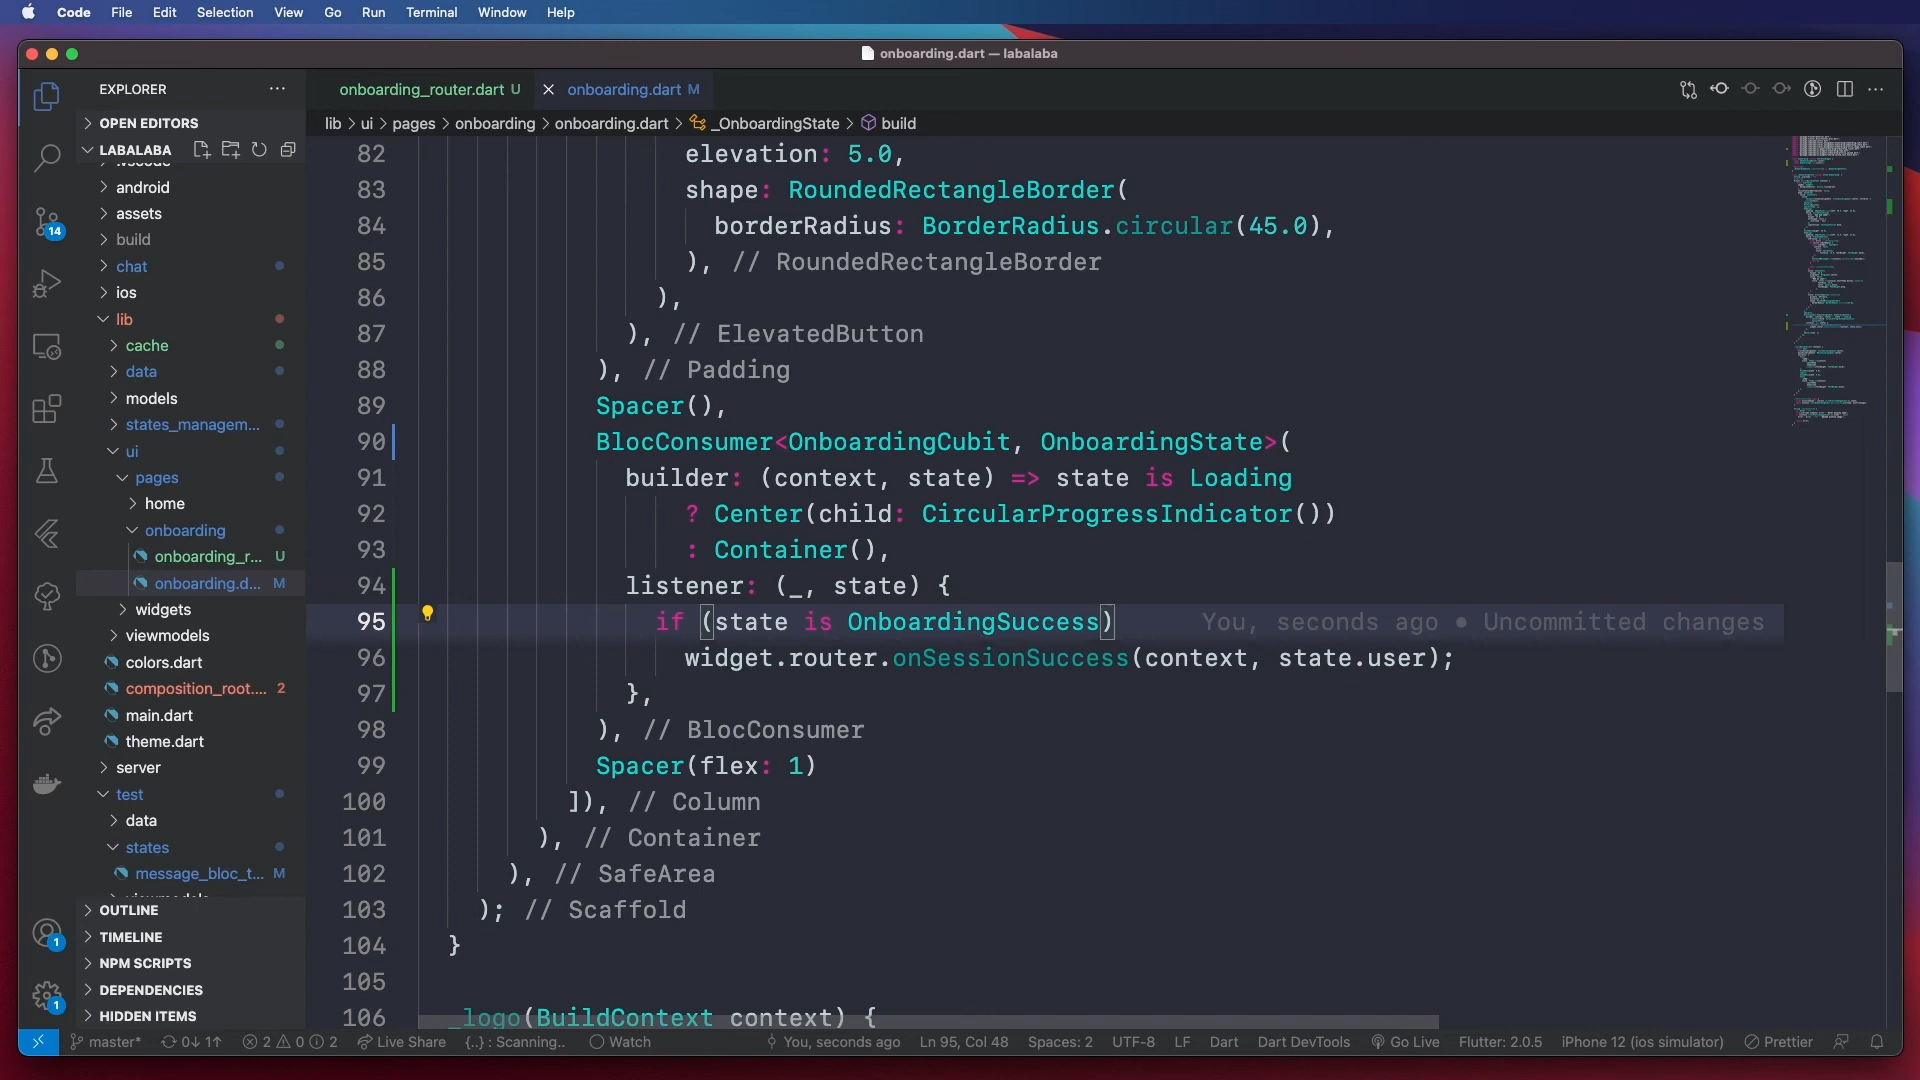 Code File Edit Selection View Go Run Terminal Window Help
onboarding.dart — labalaba
EXPLORER
onboarding_router.dart U
onboarding.dart M
OPEN EDITORS
lib > ui > pages > onboarding > onboarding.dart > _OnboardingState > build
LABALABA
.vscode
android
assets
build
chat
ios
lib
cache
data
models
states_managem...
ui
pages
home
onboarding
onboarding_r... U
onboarding.d... M
widgets
viewmodels
colors.dart
composition_root.... 2
main.dart
theme.dart
server
test
data
states
message_bloc_t... M
OUTLINE
TIMELINE
NPM SCRIPTS
DEPENDENCIES
HIDDEN ITEMS
14
1
1
82 elevation: 5.0,
83 shape: RoundedRectangleBorder(
84 borderRadius: BorderRadius.circular(45.0),
85 ), // RoundedRectangleBorder
86 ),
87 ), // ElevatedButton
88 ), // Padding
89 Spacer(),
90 BlocConsumer<OnboardingCubit, OnboardingState>(
91 builder: (context, state) => state is Loading
92 ? Center(child: CircularProgressIndicator())
93 : Container(),
94 listener: (_, state) {
95 if (state is OnboardingSuccess) You, seconds ago • Uncommitted changes
96 widget.router.onSessionSuccess(context, state.user);
97 },
98 ), // BlocConsumer
99 Spacer(flex: 1)
100 ]), // Column
101 ), // Container
102 ), // SafeArea
103 ); // Scaffold
104 }
105
106 _logo(BuildContext context) {
master* 0↓ 1↑ 2 0 2 Live Share {..} : Scanning.. Watch You, seconds ago Ln 95, Col 48 Spaces: 2 UTF-8 LF Dart Dart DevTools Go Live Flutter: 2.0.5 iPhone 12 (ios simulator) Prettier